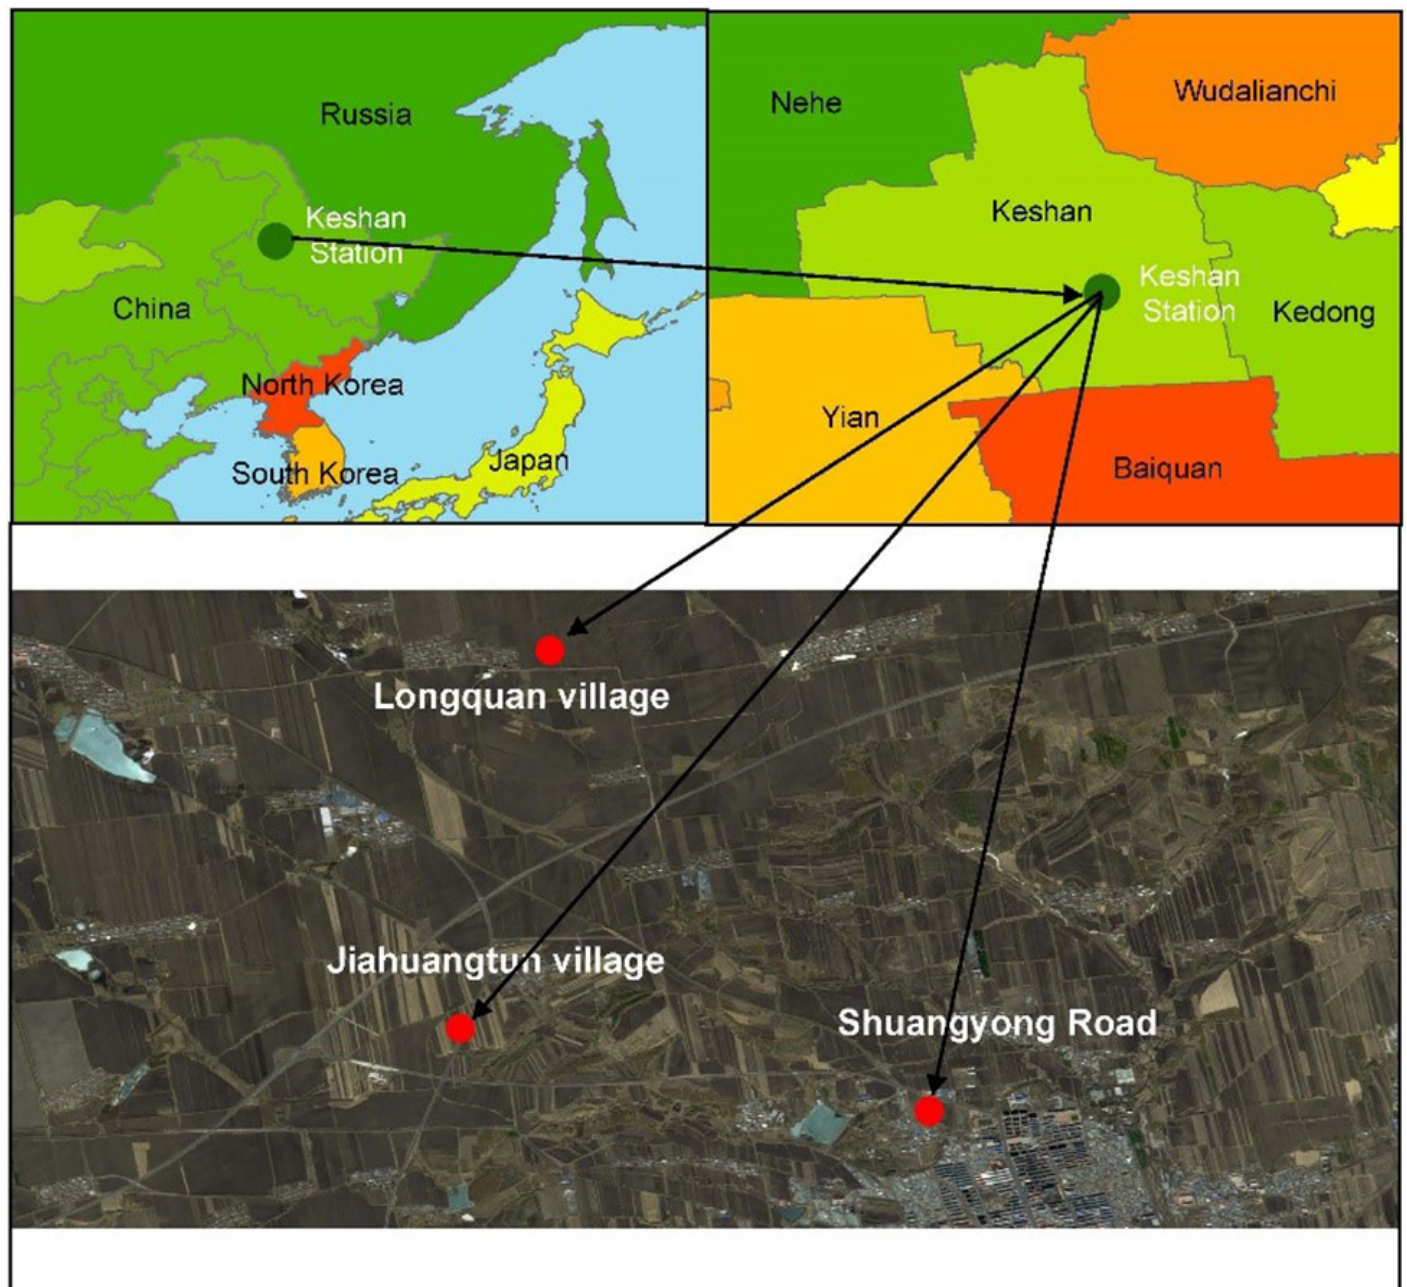 Russia
Keshan
Station
China
North Korea
South Korea
Japan
Nehe
Wudalianchi
Keshan
Keshan
Station
Kedong
Yian
Baiquan
Longquan village
Jiahuangtun village
Shuangyong Road